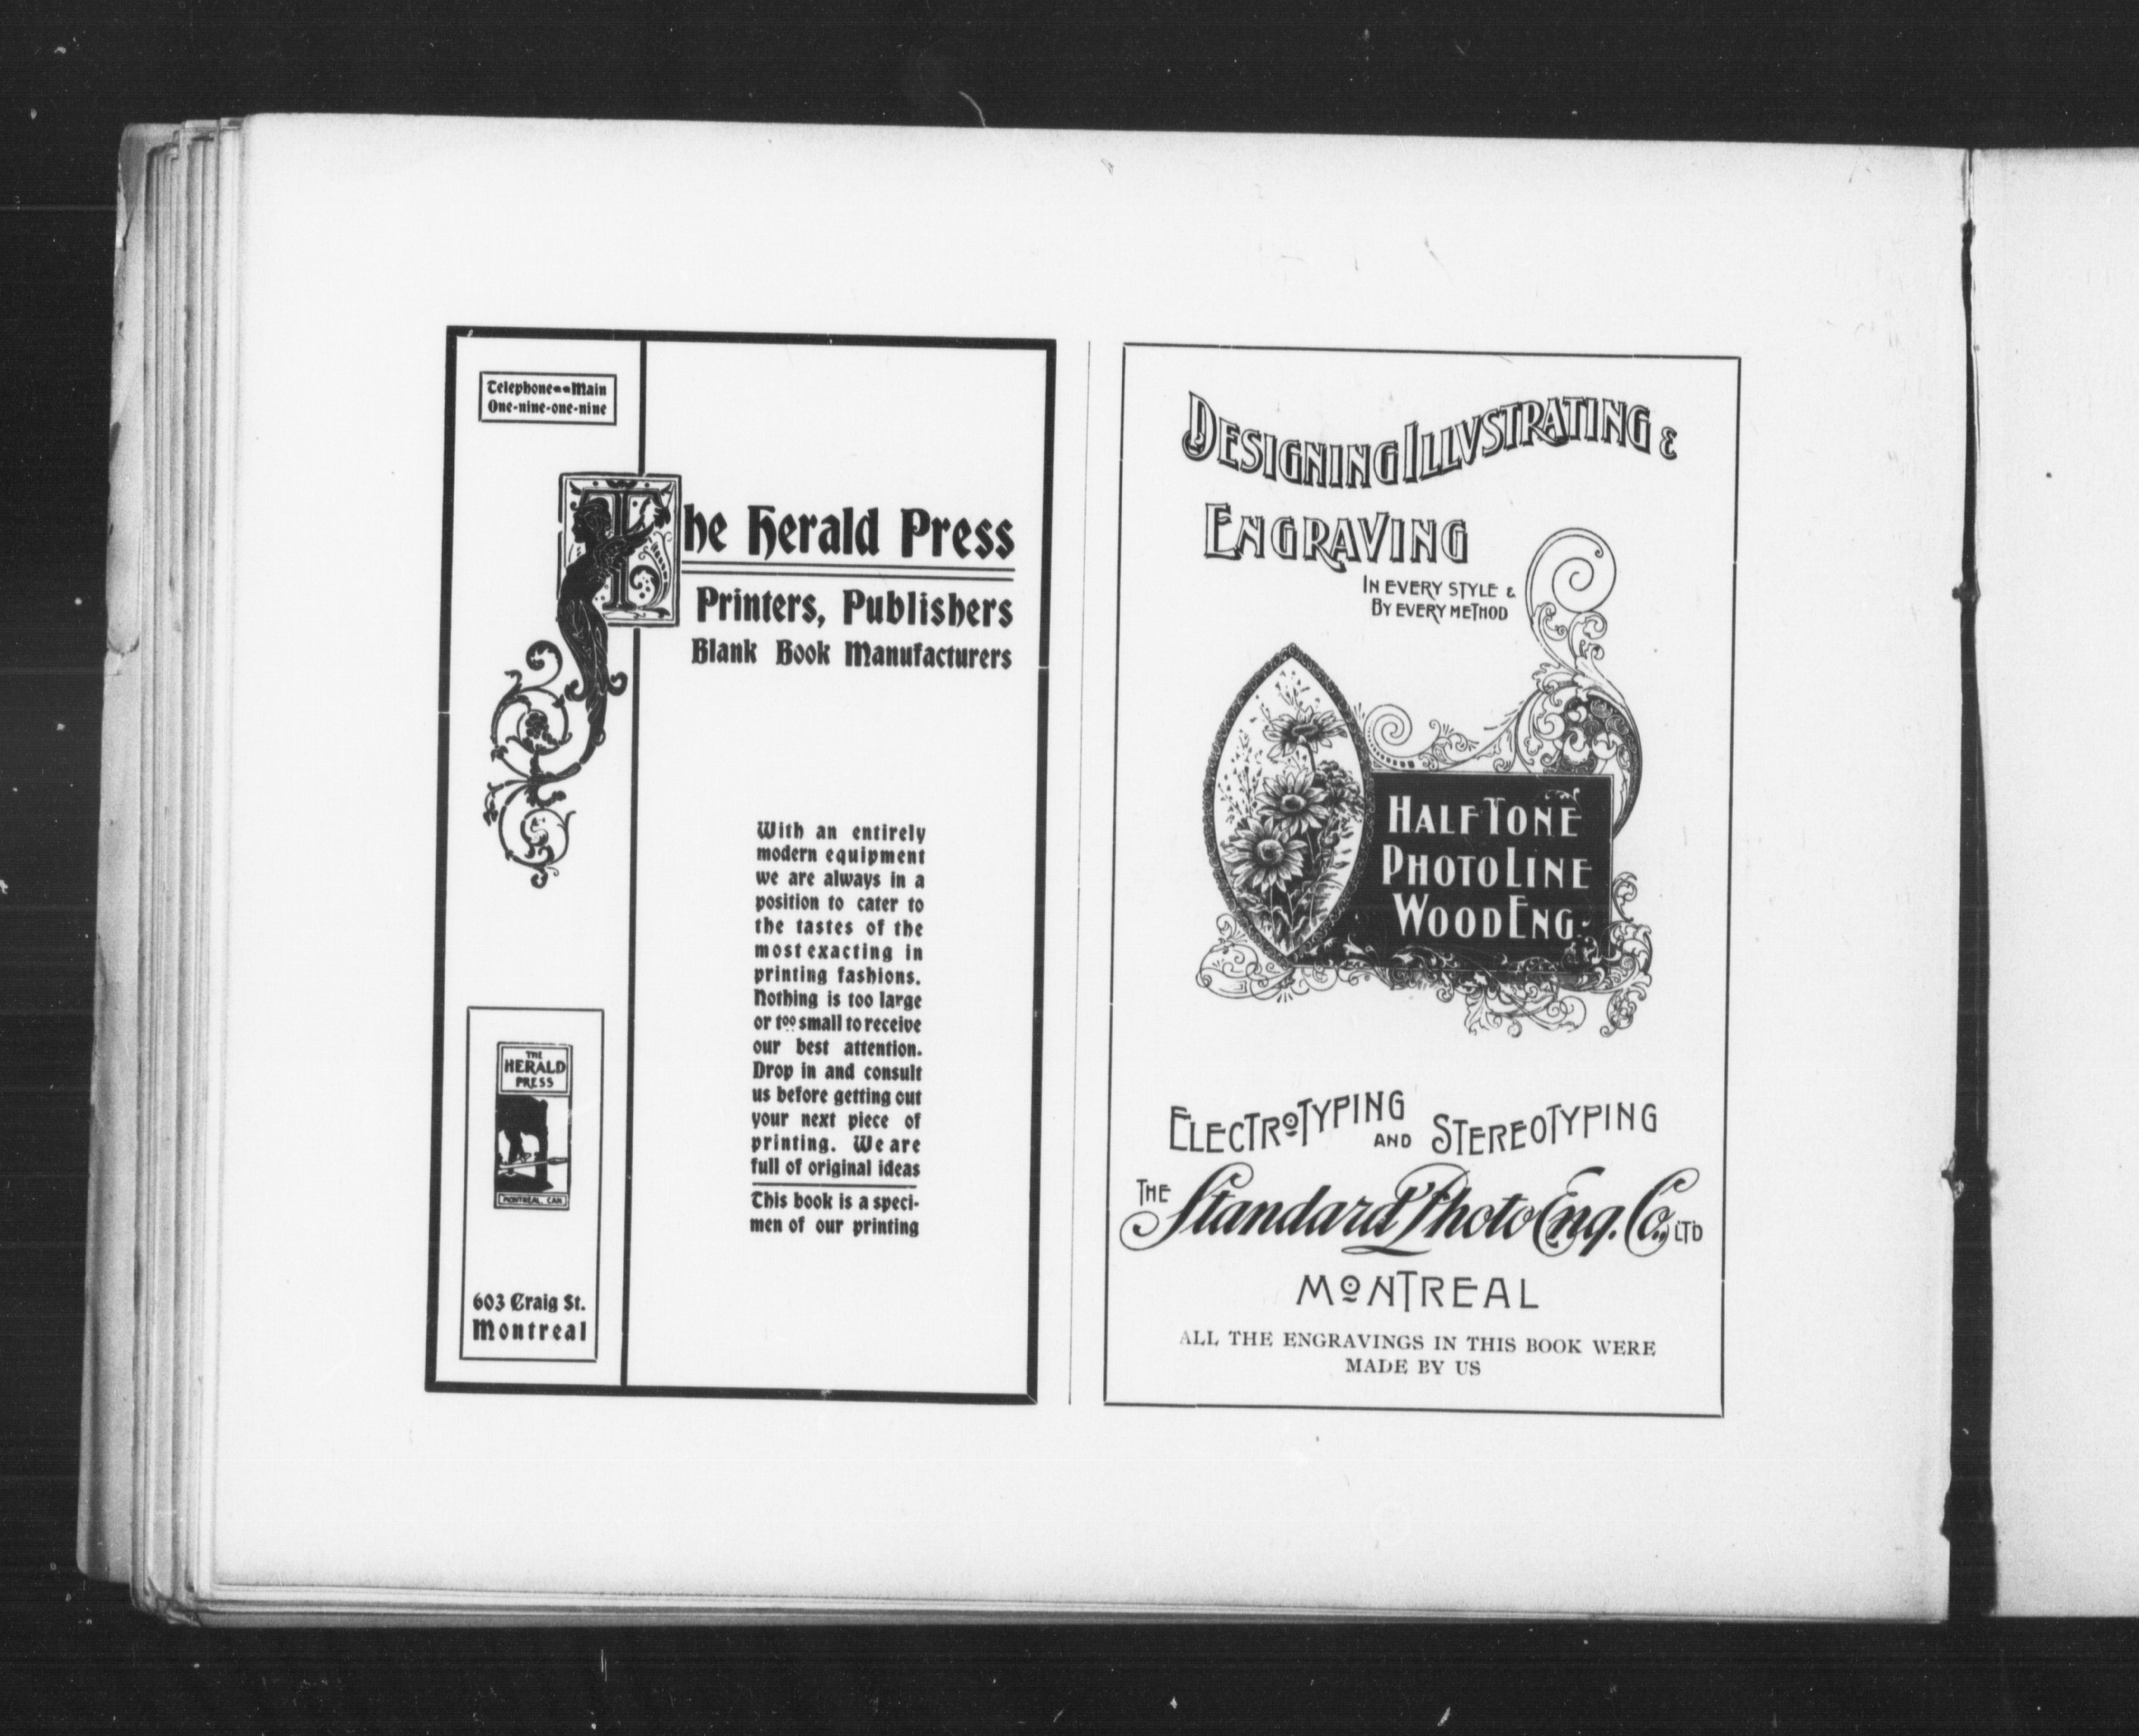 Telephone--Main
One-nine-one-nine
The Herald Press
Printers, Publishers
Blank Book Manufacturers
With an entirely
modern equipment
we are always in a
position to cater to
the tastes of the
most exacting in
printing fashions.
Nothing is too large
or too small to receive
our best attention.
Drop in and consult
us before getting out
your next piece of
printing. We are
full of original ideas
This book is a speci-
men of our printing
THE
HERALD
PRESS
MONTREAL, CAN
603 Craig St.
Montreal
DESIGNING ILLVSTRATING &
ENGRAVING
IN EVERY STYLE &
BY EVERY METHOD
HALF TONE
PHOTO LINE
WOOD ENG.
ELECTROTYPING AND STEREOTYPING
THE Standard Photo Eng. Co., LTD
MONTREAL
ALL THE ENGRAVINGS IN THIS BOOK WERE
MADE BY US